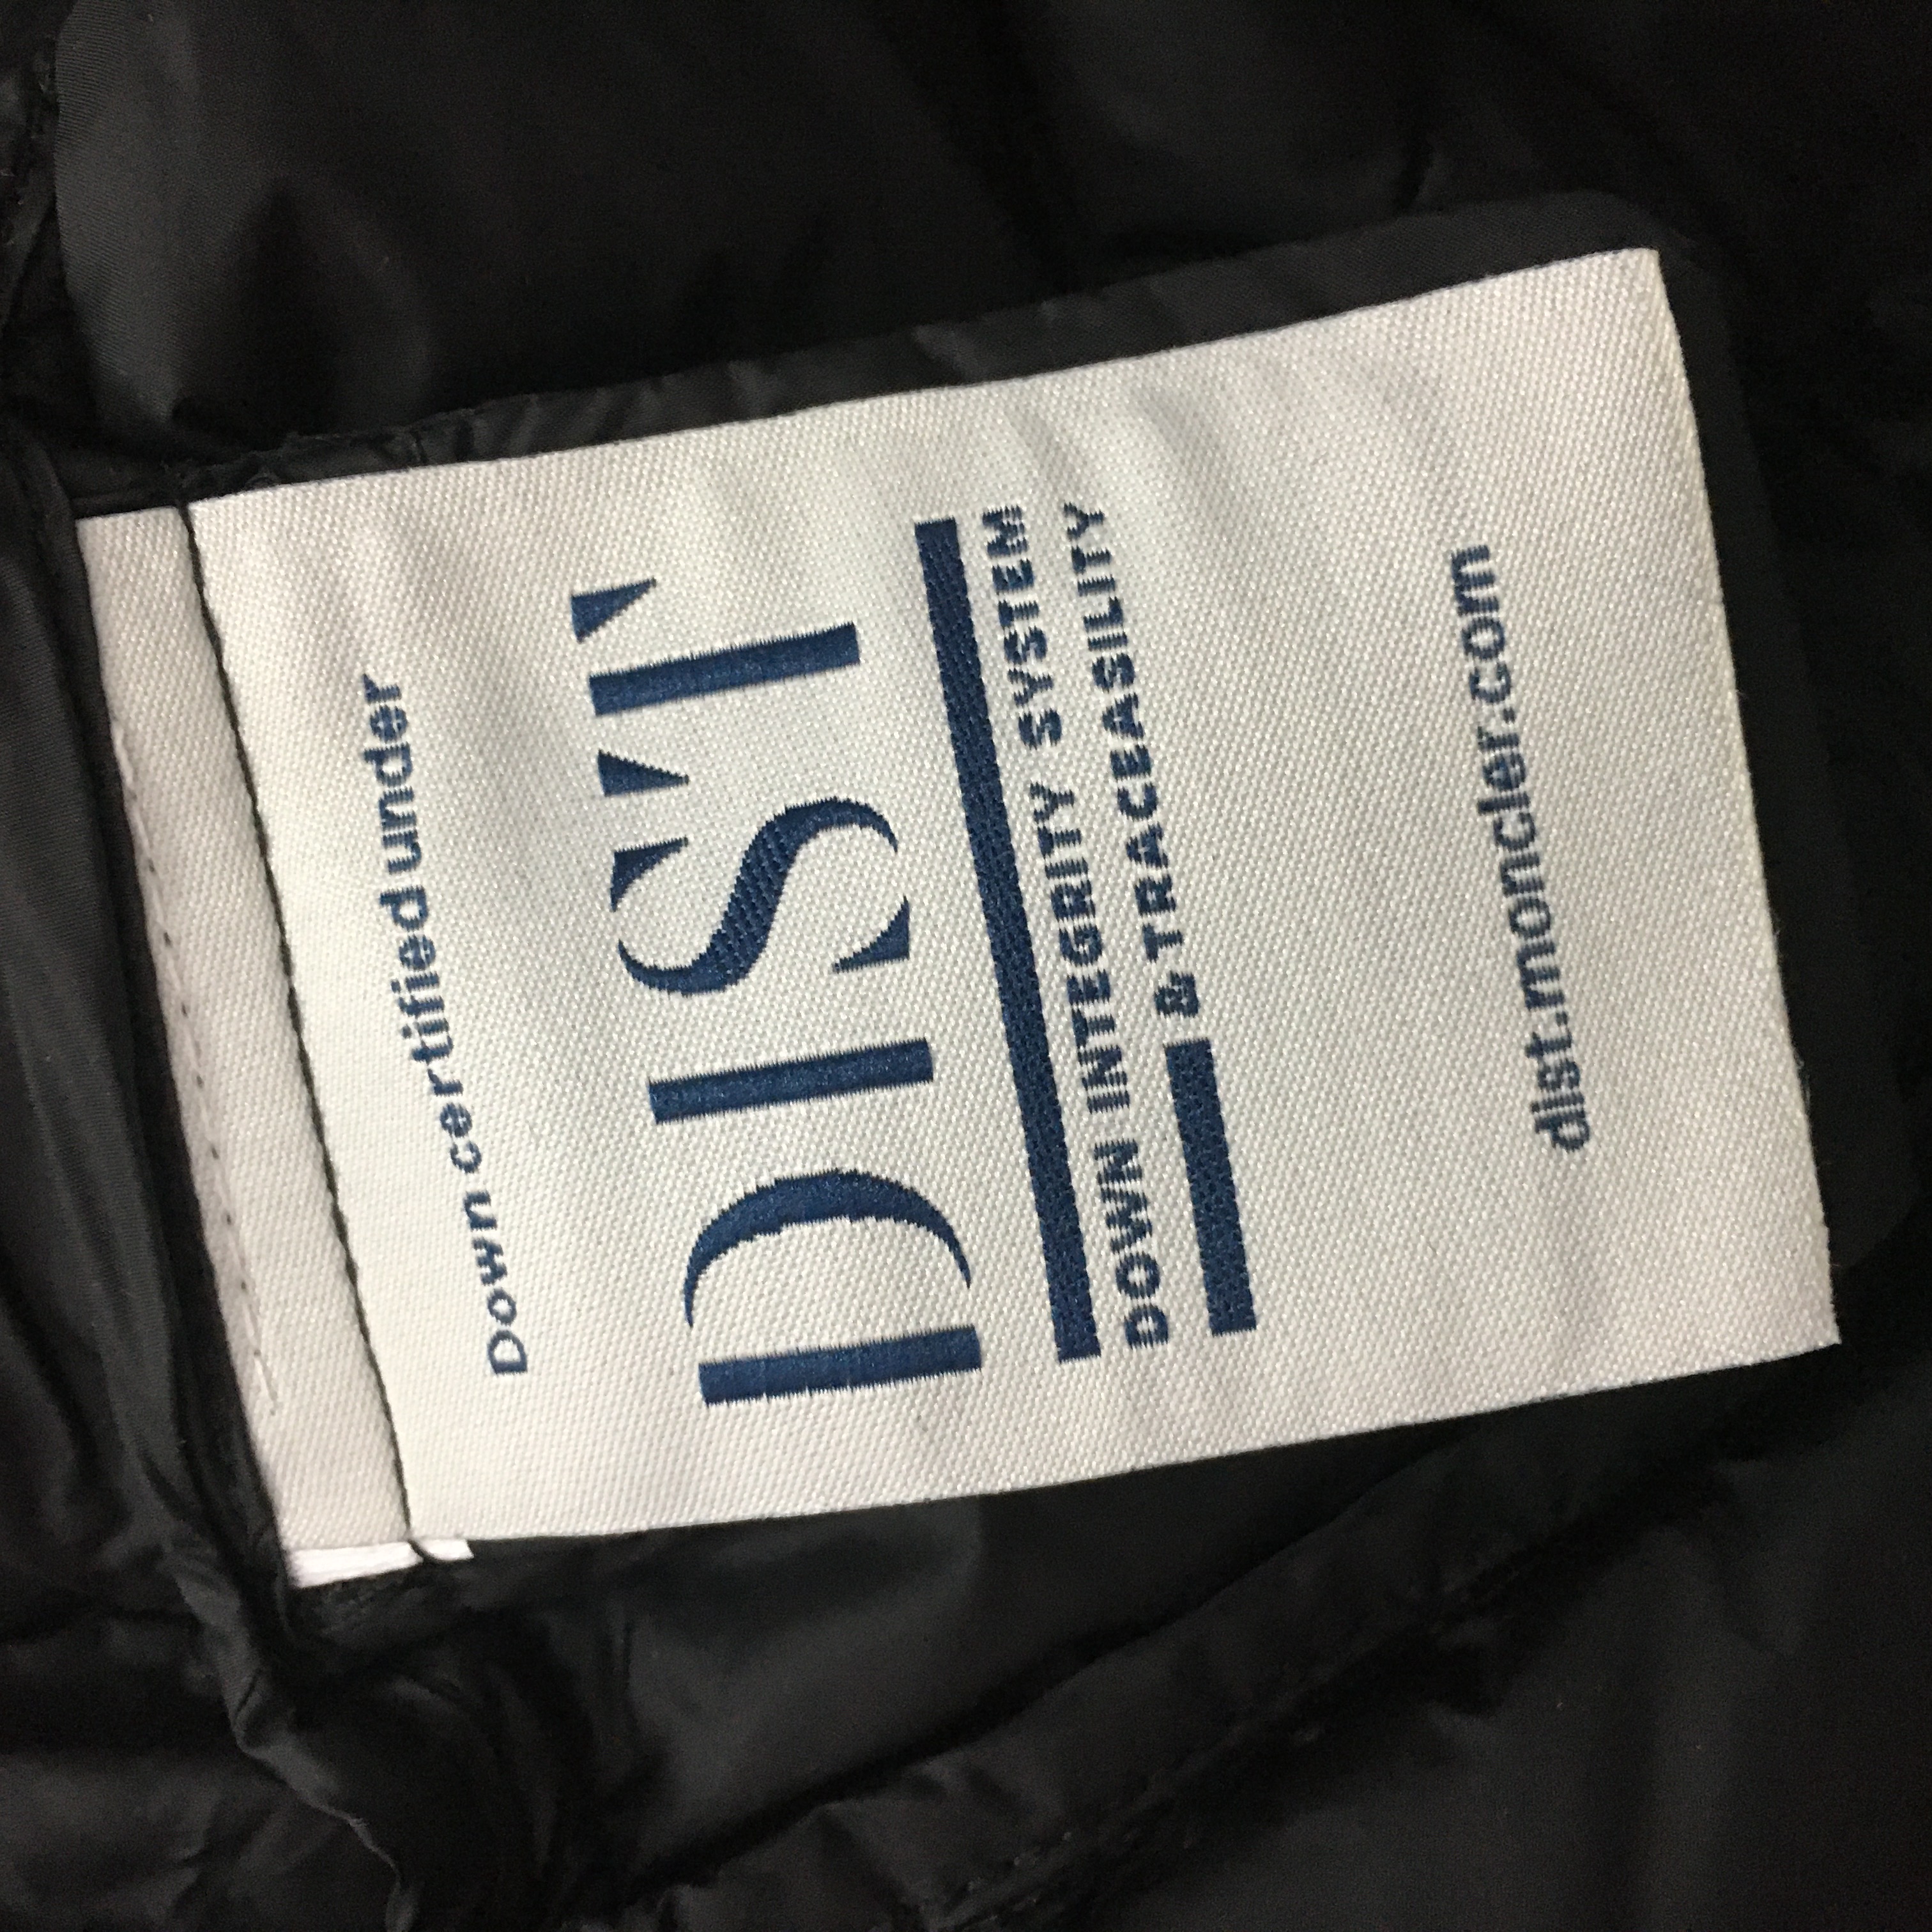 Down certified under
DIST
DOWN INTEGRITY SYSTEM
& TRACEASILITY
dist.moncler.com